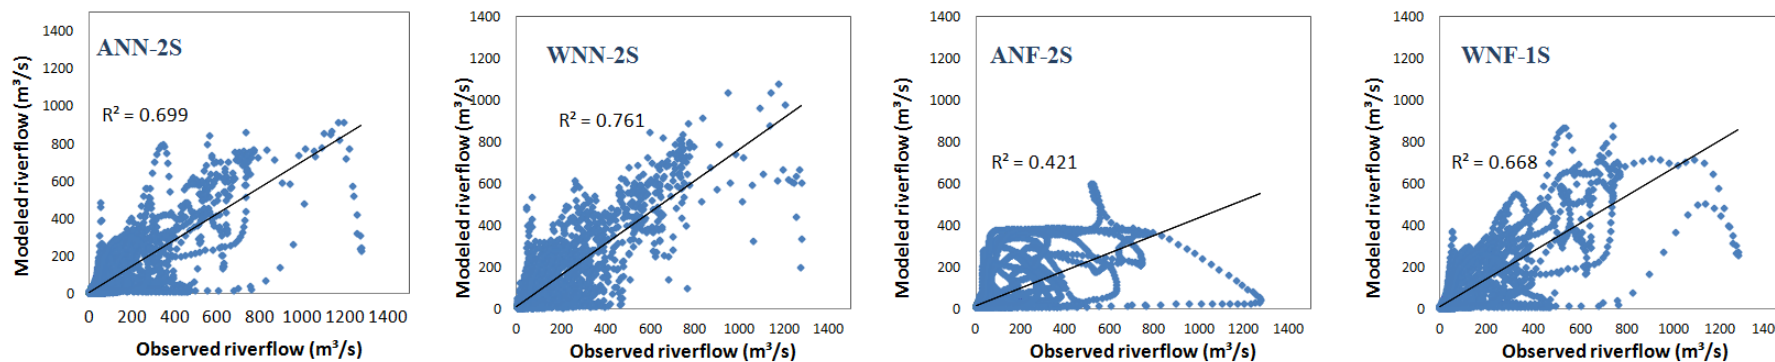 ANN-2S
R² = 0.699
Modeled riverflow (m³/s)
1400
1200
1000
800
600
400
200
0
0 200 400 600 800 1000 1200 1400
Observed riverflow (m³/s)
WNN-2S
R² = 0.761
Modeled riverflow (m³/s)
1400
1200
1000
800
600
400
200
0
0 200 400 600 800 1000 1200 1400
Observed riverflow (m³/s)
ANF-2S
R² = 0.421
Modeled riverflow (m³/s)
1400
1200
1000
800
600
400
200
0
0 200 400 600 800 1000 1200 1400
Observed riverflow (m³/s)
WNF-1S
R² = 0.668
Modeled riverflow (m³/s)
1400
1200
1000
800
600
400
200
0
0 200 400 600 800 1000 1200 1400
Observed riverflow (m³/s)